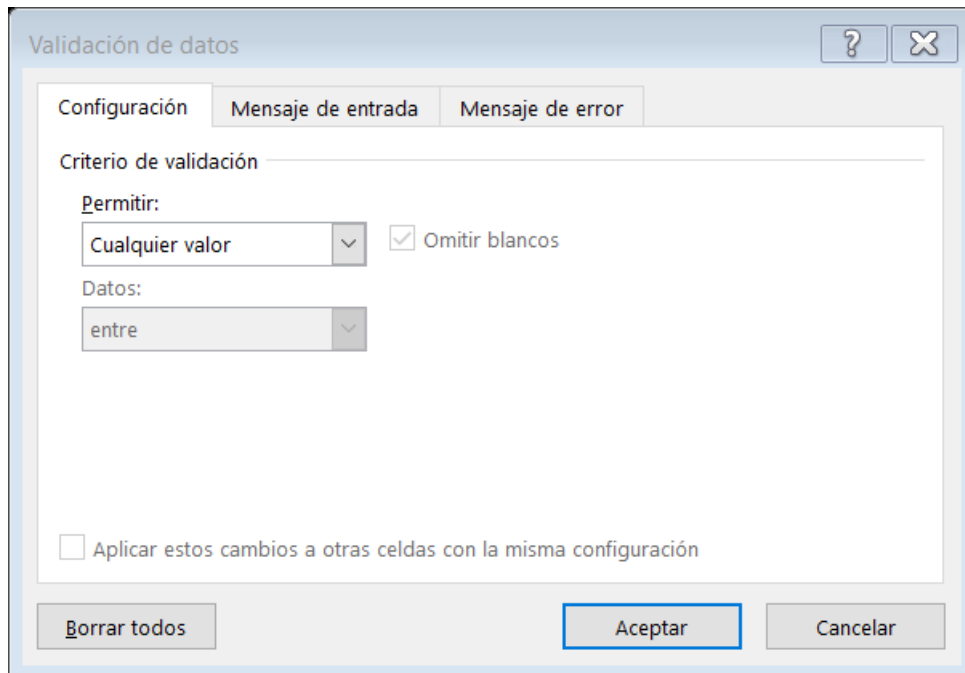 Validación de datos
Configuración
Mensaje de entrada
Mensaje de error
Criterio de validación
Permitir:
Cualquier valor
Omitir blancos
Datos:
entre
Aplicar estos cambios a otras celdas con la misma configuración
Borrar todos
Aceptar
Cancelar